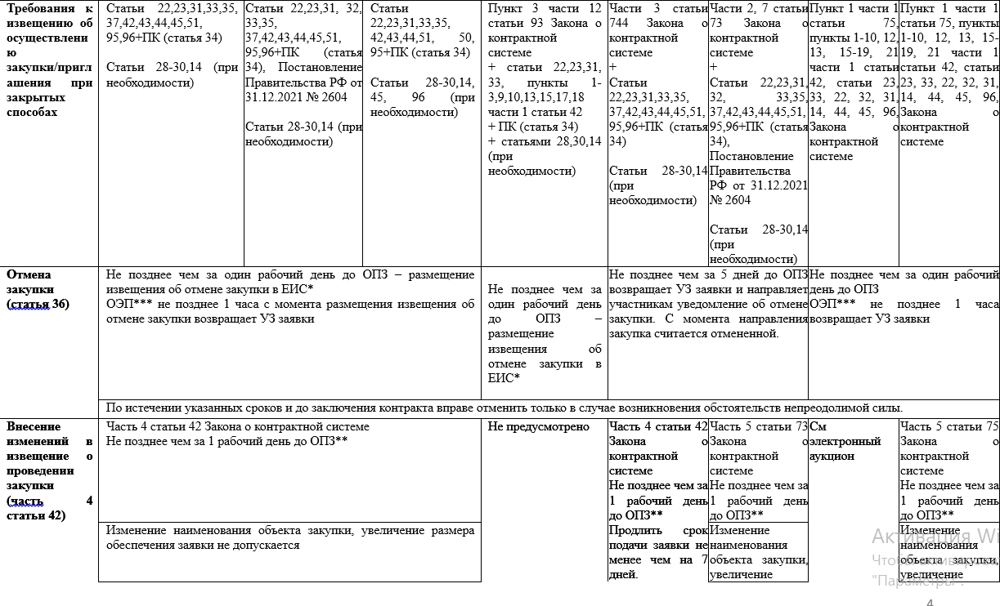 Требования к
извещению об
осуществлени
ю
закупки/пригл
ашения при
закрытых
способах
Статьи 22,23,31,33,35,
37,42,43,44,45,51,
95,96+ПК (статья 34)
Статьи 28-30,14 (при
необходимости)
Статьи 22,23,31, 32,
33,35,
37,42,43,44,45,51,
95,96+ПК (статья
34), Постановление
Правительства РФ от
31.12.2021 № 2604
Статьи 28-30,14 (при
необходимости)
Статьи
22,23,31,33,35,
42,43,44,51, 50,
95+ПК (статья 34)
Статьи 28-30,14,
45, 96 (при
необходимости)
Пункт 3 части 12
статьи 93 Закона о
контрактной
системе
+ статьи 22,23,31,
33, пункты 1-
3,9,10,13,15,17,18
части 1 статьи 42
+ ПК (статья 34)
+ статьями 28,30,14
(при
необходимости)
Части 3 статьи
744 Закона о
контрактной
системе
+
Статьи
22,23,31,33,35,
37,42,43,44,45,51,
95,96+ПК (статья
34)
Статьи 28-30,14
(при
необходимости)
Части 2, 7 статьи
73 Закона о
контрактной
системе
+
Статьи 22,23,31,
32, 33,35,
37,42,43,44,45,51,
95,96+ПК (статья
34),
Постановление
Правительства
РФ от 31.12.2021
№ 2604
Статьи 28-30,14
(при
необходимости)
Пункт 1 части 1
статьи 75,
пункты 1-10, 12,
13, 15-19, 21
части 1 статьи
42, статьи 23,
33, 22, 32, 31,
14, 44, 45, 96,
Закона о
контрактной
системе
Пункт 1 части 1
статьи 75, пункты
1-10, 12, 13, 15-
19, 21 части 1
статьи 42, статьи
23, 33, 22, 32, 31,
14, 44, 45, 96,
Закона о
контрактной
системе
Отмена
закупки
(статья 36)
Не позднее чем за один рабочий день до ОПЗ – размещение
извещения об отмене закупки в ЕИС*
ОЭП*** не позднее 1 часа с момента размещения извещения об
отмене закупки возвращает УЗ заявки
Не позднее чем за
один рабочий день
до ОПЗ –
размещение
извещения об
отмене закупки в
ЕИС*
Не позднее чем за 5 дней до ОПЗ
возвращает УЗ заявки и направляет
участникам уведомление об отмене
закупки. С момента направления
закупка считается отмененной.
Не позднее чем за один рабочий
день до ОПЗ
ОЭП*** не позднее 1 часа
возвращает УЗ заявки
По истечении указанных сроков и до заключения контракта вправе отменить только в случае возникновения обстоятельств непреодолимой силы.
Внесение
изменений в
извещение о
проведении
закупки
(часть 4
статьи 42)
Часть 4 статьи 42 Закона о контрактной системе
Не позднее чем за 1 рабочий день до ОПЗ**
Изменение наименования объекта закупки, увеличение размера
обеспечения заявки не допускается
Не предусмотрено
Часть 4 статьи 42
Закона о
контрактной
системе
Не позднее чем за
1 рабочий день
до ОПЗ**
Продлить срок
подачи заявки не
менее чем на 7
дней.
Часть 5 статьи 73
Закона о
контрактной
системе
Не позднее чем за
1 рабочий день
до ОПЗ**
Изменение
наименования
объекта закупки,
увеличение
См
электронный
аукцион
Часть 5 статьи 75
Закона о
контрактной
системе
Не позднее чем за
1 рабочий день
до ОПЗ**
Изменение
наименования
объекта закупки,
увеличение
Активация Wi
"Параметры".
4